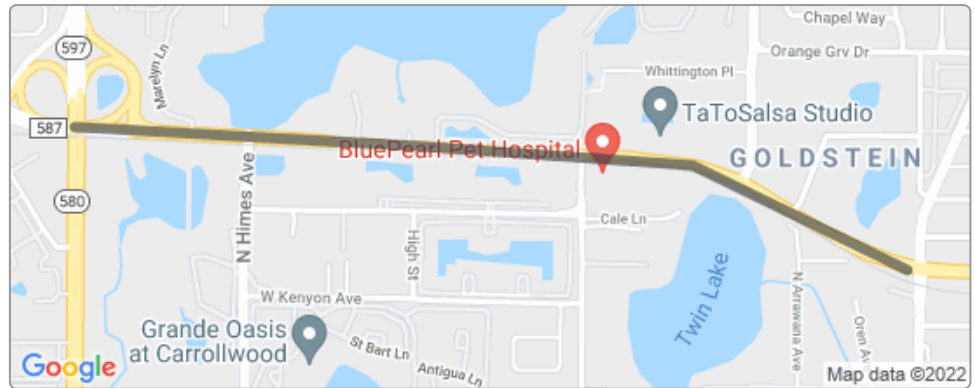 Chapel Way
597
Orange Grv Dr
Marelyn Ln
Whittington Pl
TaToSalsa Studio
587
BluePearl Pet Hospital
GOLDSTEIN
580
N Himes Ave
Cale Ln
High St
Twin Lake
W Kenyon Ave
N Arrawana Ave
Grande Oasis
at Carrollwood
St Bart Ln
Oren Av
Antigua Ln
Google
Map data ©2022